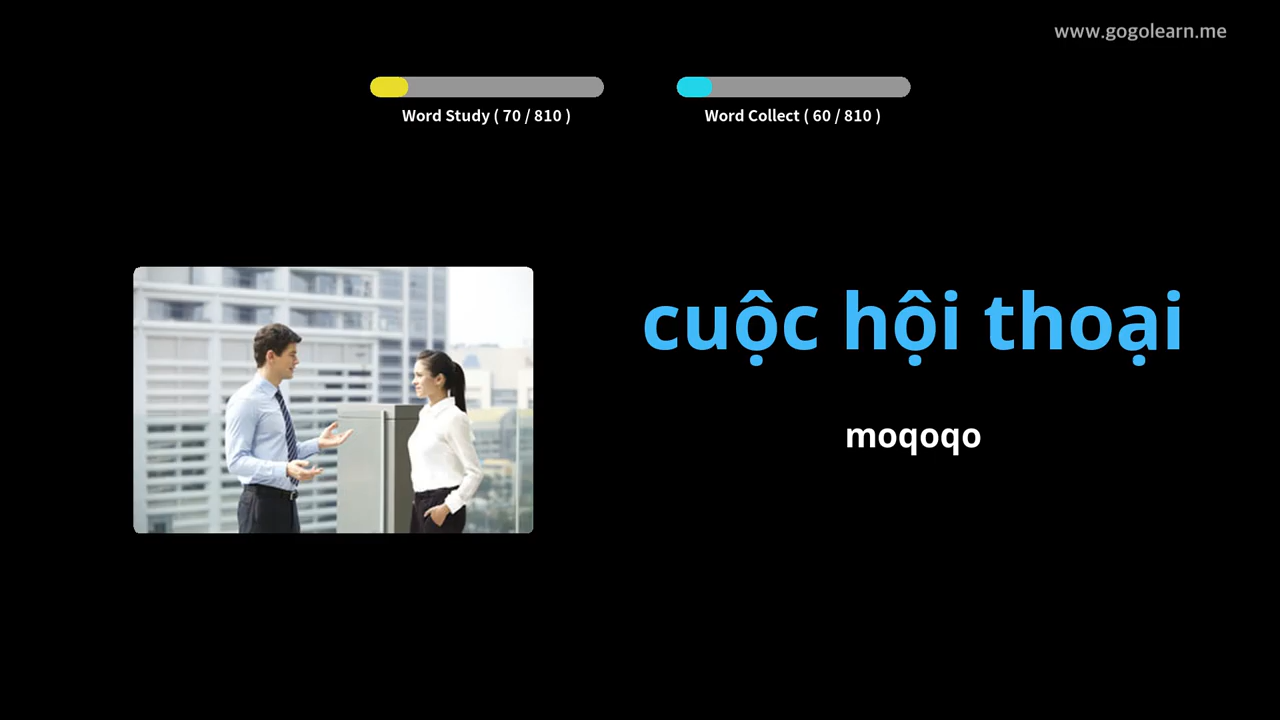 www.gogolearn.me
Word Study ( 70 / 810 )
Word Collect ( 60 / 810 )
cuộc hội thoại
moqoqo